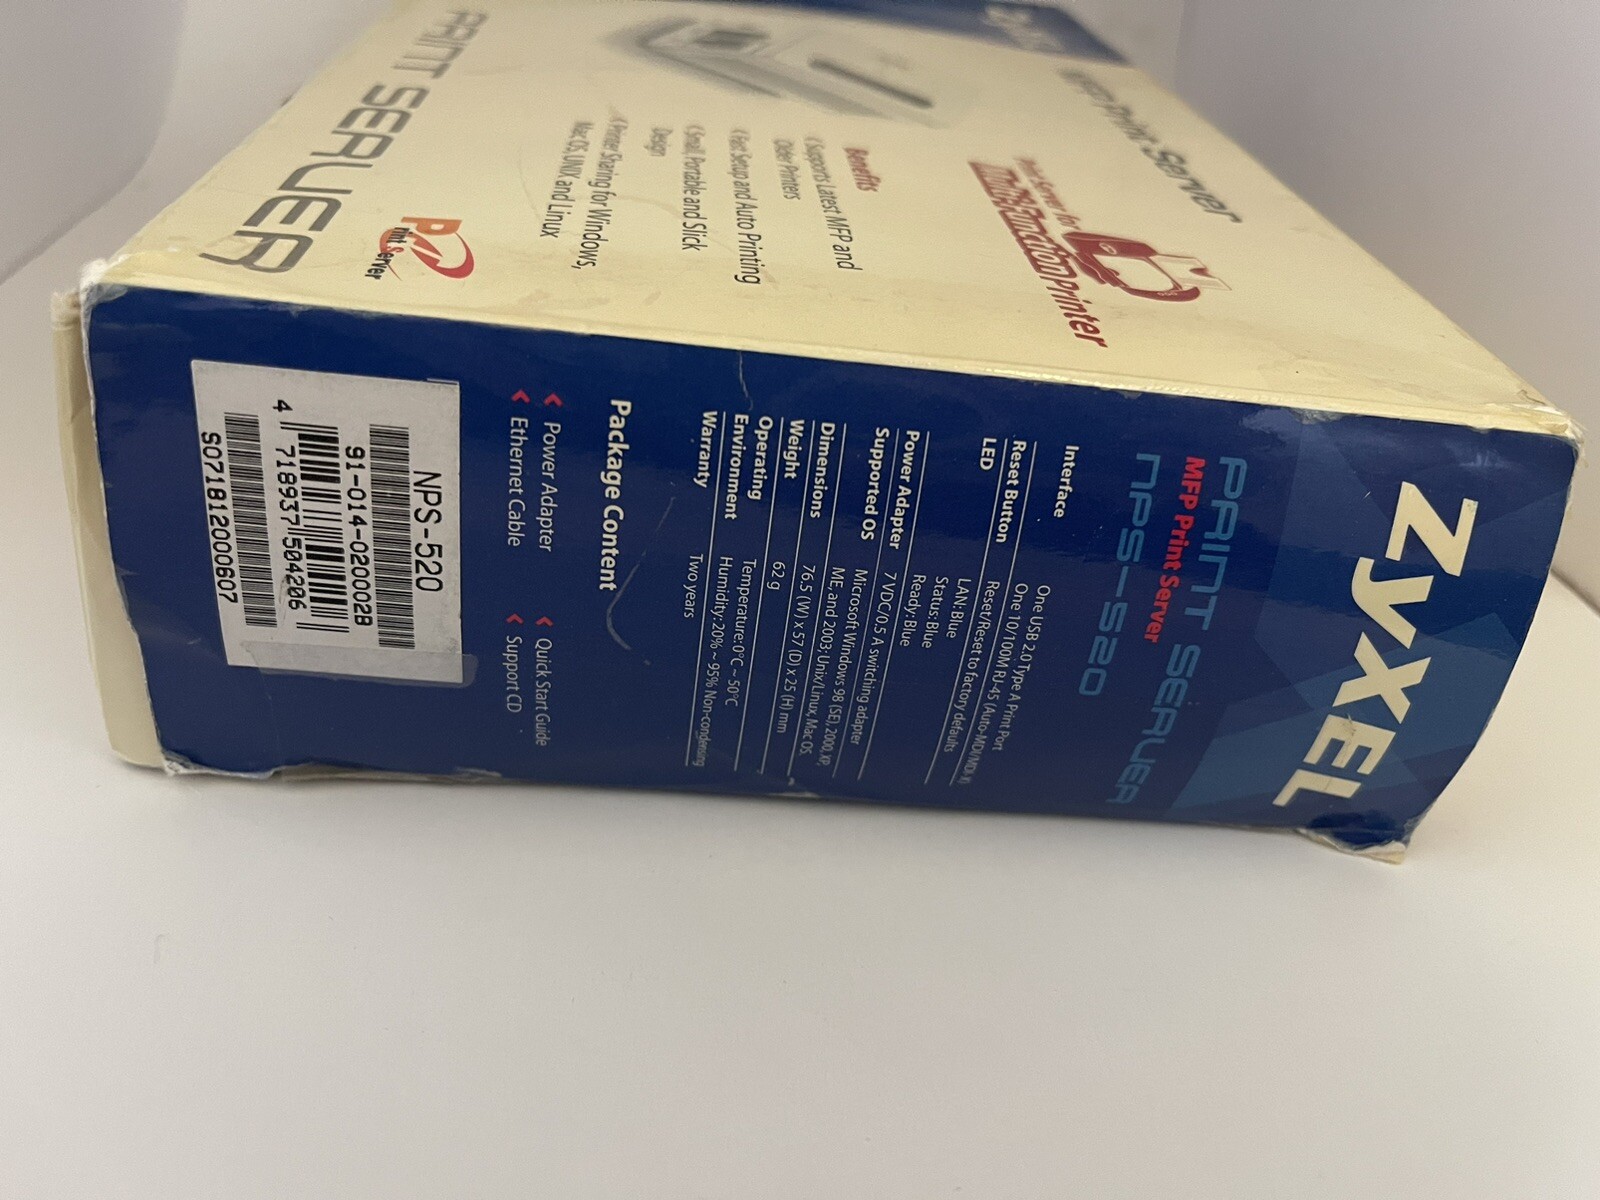 PRINT SERVER
Print Server
MFP Print Server
Print Server for
Multi-Function Printer
Benefits
Supports Latest MFP and
Older Printers
Fast Setup and Auto Printing
Small, Portable and Slick
Design
Printer Sharing for Windows,
Mac OS, UNIX and Linux
ZyXEL
PRINT SERVER
MFP Print Server
NPS-520
Interface One USB 2.0 Type A Print Port
One 10/100M RJ-45 (Auto-MDI/MDI-X)
Reset Button Reset/Reset to factory defaults
LED LAN: Blue
Status: Blue
Ready: Blue
Power Adapter 7 VDC/0.5 A switching adapter
Supported OS Microsoft Windows 98 (SE), 2000, XP,
ME and 2003; Unix/Linux, Mac OS.
Dimensions 76.5 (W) x 57 (D) x 25 (H) mm
Weight 62 g
Operating Temperature: 0°C ~ 50°C
Environment Humidity: 20% ~ 95% Non-condensing
Warranty Two years
Package Content
Power Adapter Quick Start Guide
Ethernet Cable Support CD
NPS-520
91-014-020002B
4 718937 504206
S071812000607